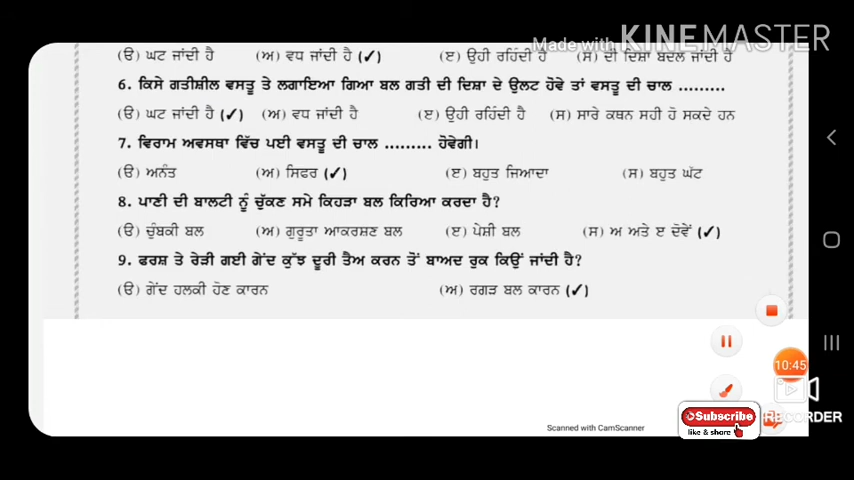 Made with KINEMASTER
(ੳ) ਘਟ ਜਾਂਦੀ ਹੈ (ਅ) ਵਧ ਜਾਂਦੀ ਹੈ (✓) (ੲ) ਉਹੀ ਰਹਿੰਦੀ ਹੈ (ਸ) ਦੀ ਦਿਸ਼ਾ ਬਦਲ ਜਾਂਦੀ ਹੈ
6. ਕਿਸੇ ਗਤੀਸ਼ੀਲ ਵਸਤੂ ਤੇ ਲਗਾਇਆ ਗਿਆ ਬਲ ਗਤੀ ਦੀ ਦਿਸ਼ਾ ਦੇ ਉਲਟ ਹੋਵੇ ਤਾਂ ਵਸਤੂ ਦੀ ਚਾਲ .........
(ੳ) ਘਟ ਜਾਂਦੀ ਹੈ (✓) (ਅ) ਵਧ ਜਾਂਦੀ ਹੈ (ੲ) ਉਹੀ ਰਹਿੰਦੀ ਹੈ (ਸ) ਸਾਰੇ ਕਥਨ ਸਹੀ ਹੋ ਸਕਦੇ ਹਨ
7. ਵਿਰਾਮ ਅਵਸਥਾ ਵਿੱਚ ਪਈ ਵਸਤੂ ਦੀ ਚਾਲ ......... ਹੋਵੇਗੀ।
(ੳ) ਅਨੰਤ (ਅ) ਸਿਫਰ (✓) (ੲ) ਬਹੁਤ ਜਿਆਦਾ (ਸ) ਬਹੁਤ ਘੱਟ
8. ਪਾਣੀ ਦੀ ਬਾਲਟੀ ਨੂੰ ਚੁੱਕਣ ਸਮੇ ਕਿਹੜਾ ਬਲ ਕਿਰਿਆ ਕਰਦਾ ਹੈ?
(ੳ) ਚੁੰਬਕੀ ਬਲ (ਅ) ਗੁਰੂਤਾ ਆਕਰਸ਼ਣ ਬਲ (ੲ) ਪੇਸ਼ੀ ਬਲ (ਸ) ਅ ਅਤੇ ੲ ਦੋਵੇਂ (✓)
9. ਫਰਸ਼ ਤੇ ਰੇੜੀ ਗਈ ਗੇਂਦ ਕੁੱਝ ਦੂਰੀ ਤੈਅ ਕਰਨ ਤੋਂ ਬਾਅਦ ਰੁਕ ਕਿਉਂ ਜਾਂਦੀ ਹੈ?
(ੳ) ਗੇਂਦ ਹਲਕੀ ਹੋਣ ਕਾਰਨ (ਅ) ਰਗੜ ਬਲ ਕਾਰਨ (✓)
10:45
RECORDER
Subscribe
like & share
Scanned with CamScanner